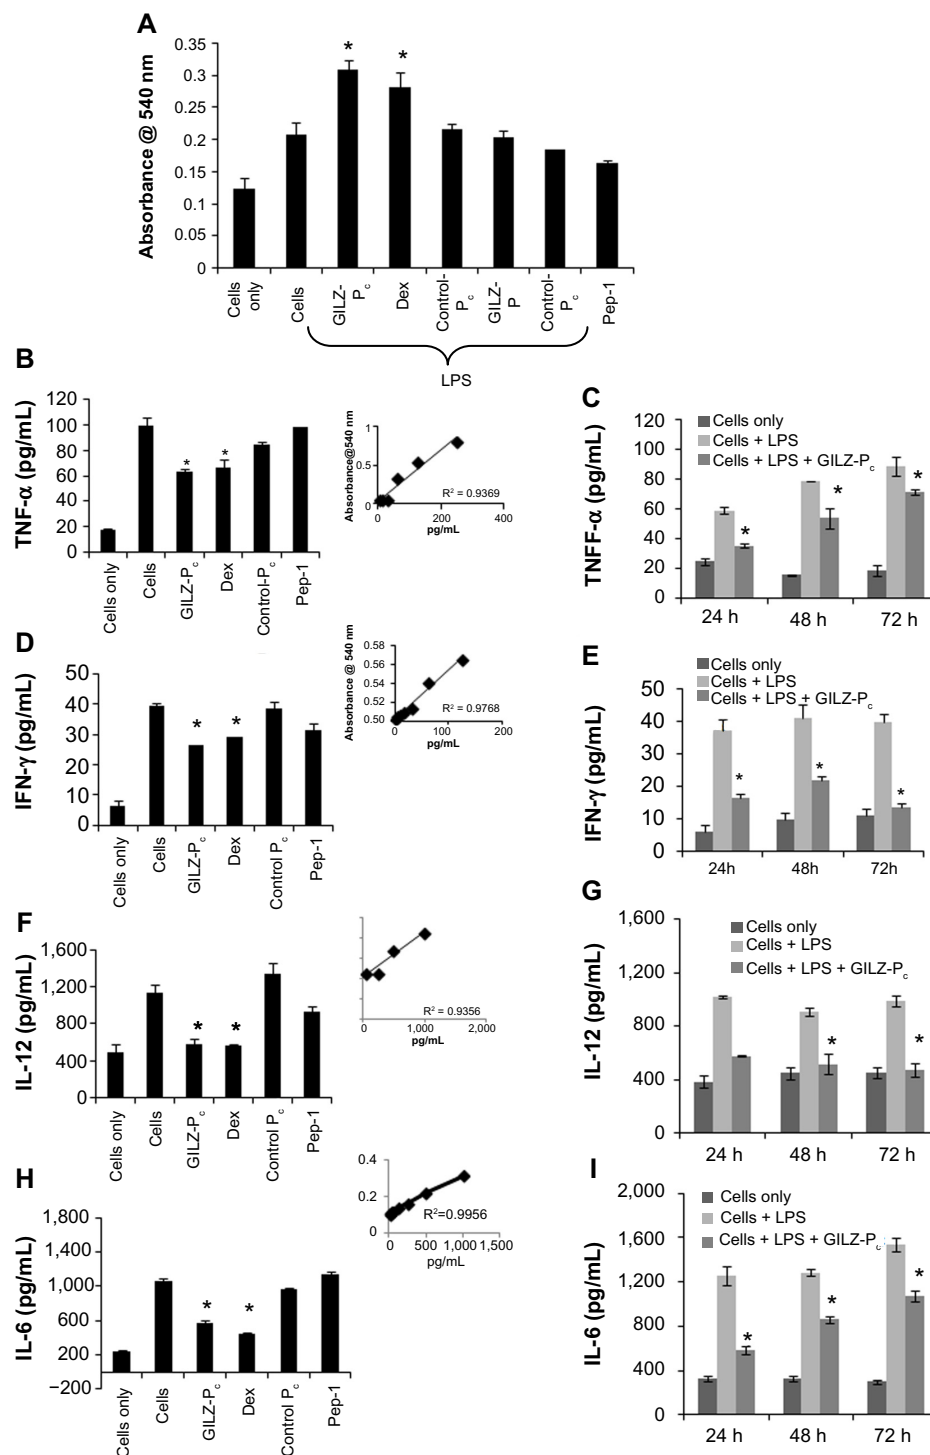 A
Absorbance @ 540 nm
0.35
0.3
0.25
0.2
0.15
0.1
0.05
0
*
*
Cells only
Cells
GILZ-Pc
Dex
Control-Pc
GILZ-P
Control-Pc
Pep-1
LPS
B
TNF-α (pg/mL)
120
100
80
60
40
20
0
*
*
Cells only
Cells
GILZ-Pc
Dex
Control-Pc
Pep-1
Absorbance@540 nm
1
0.5
0
R² = 0.9369
0
200
400
pg/mL
C
TNFF-α (pg/mL)
120
100
80
60
40
20
0
Cells only
Cells + LPS
Cells + LPS + GILZ-Pc
*
*
*
24 h
48 h
72 h
D
IFN-γ (pg/mL)
50
40
30
20
10
0
*
*
Cells only
Cells
GILZ-Pc
Dex
Control Pc
Pep-1
Absorbance @ 540 nm
0.58
0.56
0.54
0.52
0.50
R² = 0.9768
0
100
200
pg/mL
E
IFN-γ (pg/mL)
50
40
30
20
10
0
Cells only
Cells + LPS
Cells + LPS + GILZ-Pc
*
*
*
24h
48h
72h
F
IL-12 (pg/mL)
1,600
1,200
800
400
0
*
*
Cells only
Cells
GILZ-Pc
Dex
Control Pc
Pep-1
R² = 0.9356
0
1,000
2,000
pg/mL
G
IL-12 (pg/mL)
1,600
1,000
800
400
0
Cells only
Cells + LPS
Cells + LPS + GILZ-Pc
*
*
24 h
48 h
72 h
H
IL-6 (pg/mL)
1,800
1,400
1,000
600
200
−200
*
*
Cells only
Cells
GILZ-Pc
Dex
Control Pc
Pep-1
0.4
0.2
0
R²=0.9956
0
500
1,000
1,500
pg/mL
I
IL-6 (pg/mL)
2,000
1,600
1,200
800
400
0
Cells only
Cells + LPS
Cells + LPS + GILZ-Pc
*
*
*
24 h
48 h
72 h